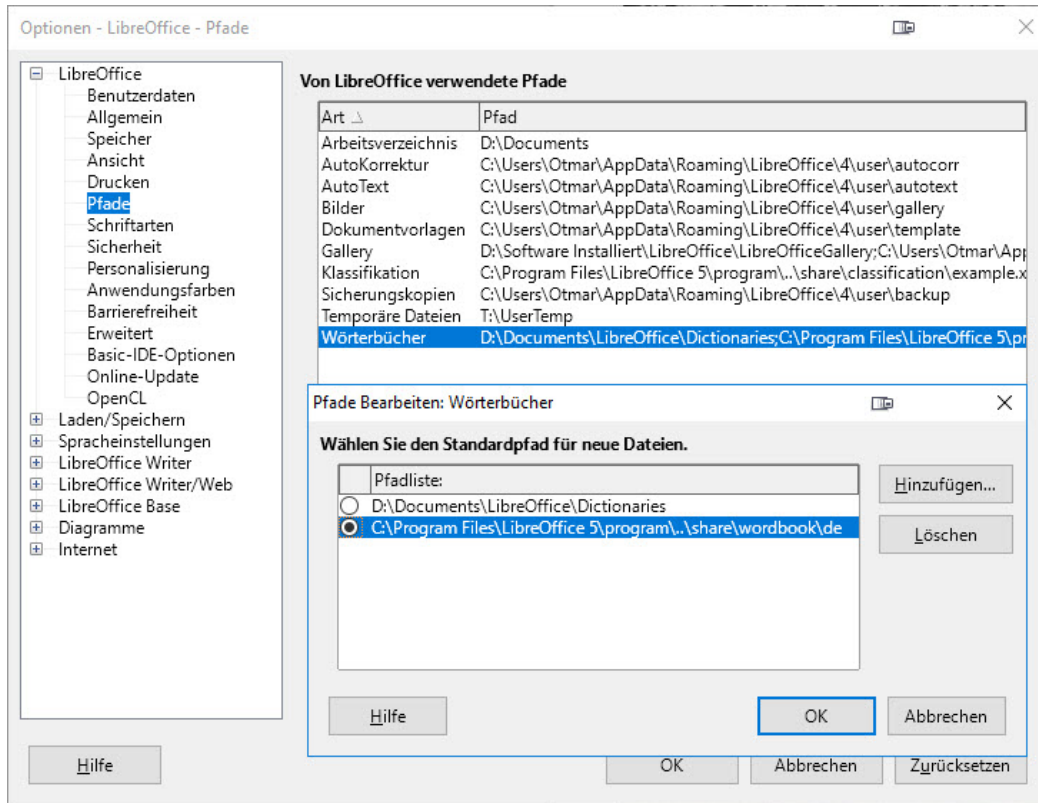 Optionen - LibreOffice - Pfade
LibreOffice
Benutzerdaten
Allgemein
Speicher
Ansicht
Drucken
Pfade
Schriftarten
Sicherheit
Personalisierung
Anwendungsfarben
Barrierefreiheit
Erweitert
Basic-IDE-Optionen
Online-Update
OpenCL
Laden/Speichern
Spracheinstellungen
LibreOffice Writer
LibreOffice Writer/Web
LibreOffice Base
Diagramme
Internet
Von LibreOffice verwendete Pfade
Art Pfad
Arbeitsverzeichnis D:\Documents
AutoKorrektur C:\Users\Otmar\AppData\Roaming\LibreOffice\4\user\autocorr
AutoText C:\Users\Otmar\AppData\Roaming\LibreOffice\4\user\autotext
Bilder C:\Users\Otmar\AppData\Roaming\LibreOffice\4\user\gallery
Dokumentvorlagen C:\Users\Otmar\AppData\Roaming\LibreOffice\4\user\template
Gallery D:\Software Installiert\LibreOffice\LibreOfficeGallery;C:\Users\Otmar\App
Klassifikation C:\Program Files\LibreOffice 5\program\..\share\classification\example.x
Sicherungskopien C:\Users\Otmar\AppData\Roaming\LibreOffice\4\user\backup
Temporäre Dateien T:\UserTemp
Wörterbücher D:\Documents\LibreOffice\Dictionaries;C:\Program Files\LibreOffice 5\pr
Pfade Bearbeiten: Wörterbücher
Wählen Sie den Standardpfad für neue Dateien.
Pfadliste:
D:\Documents\LibreOffice\Dictionaries
C:\Program Files\LibreOffice 5\program\..\share\wordbook\de
Hinzufügen...
Löschen
Hilfe
OK
Abbrechen
Hilfe
OK
Abbrechen
Zurücksetzen